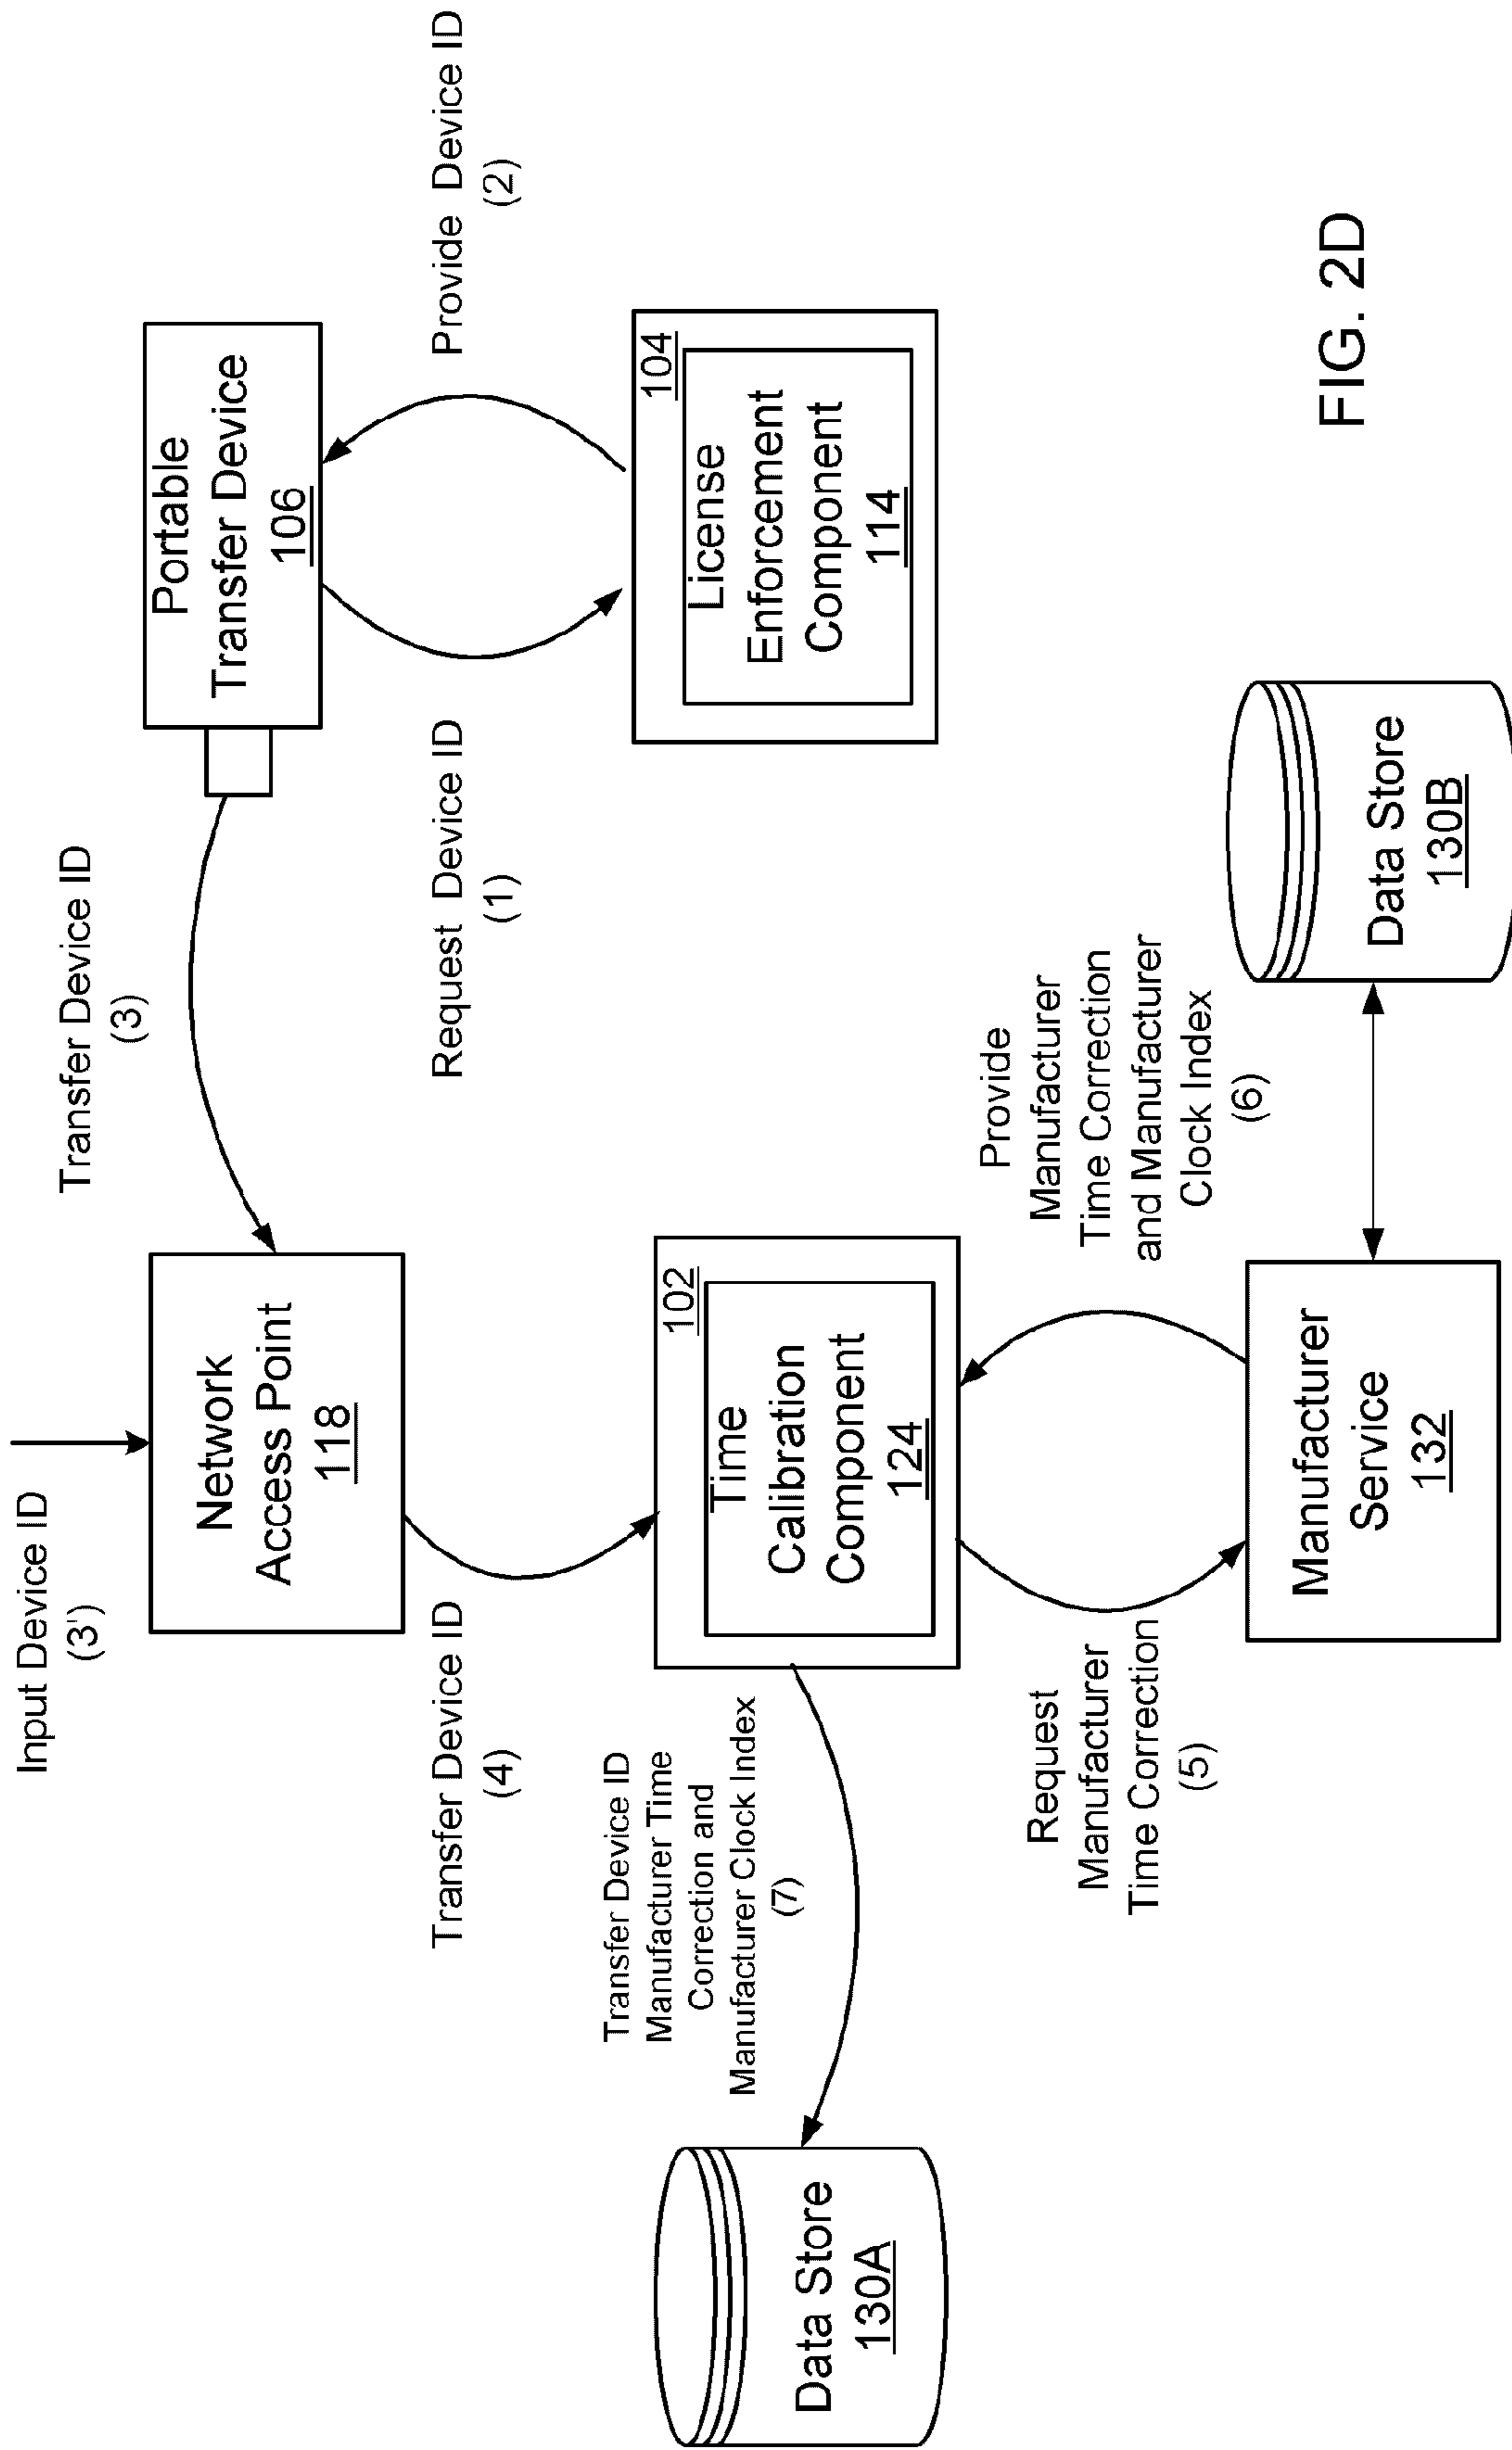 Input Device ID
(3')
Transfer Device ID
(3)
Network
Access Point
118
Portable
Transfer Device
106
Transfer Device ID
(4)
Request Device ID
(1)
Provide Device ID
(2)
Transfer Device ID
Manufacturer Time
Correction and
Manufacturer Clock Index
(7)
102
Time
Calibration
Component
124
104
License
Enforcement
Component
114
Data Store
130A
Request
Manufacturer
Time Correction
(5)
Provide
Manufacturer
Time Correction
and Manufacturer
Clock Index
(6)
Manufacturer
Service
132
Data Store
130B
FIG. 2D